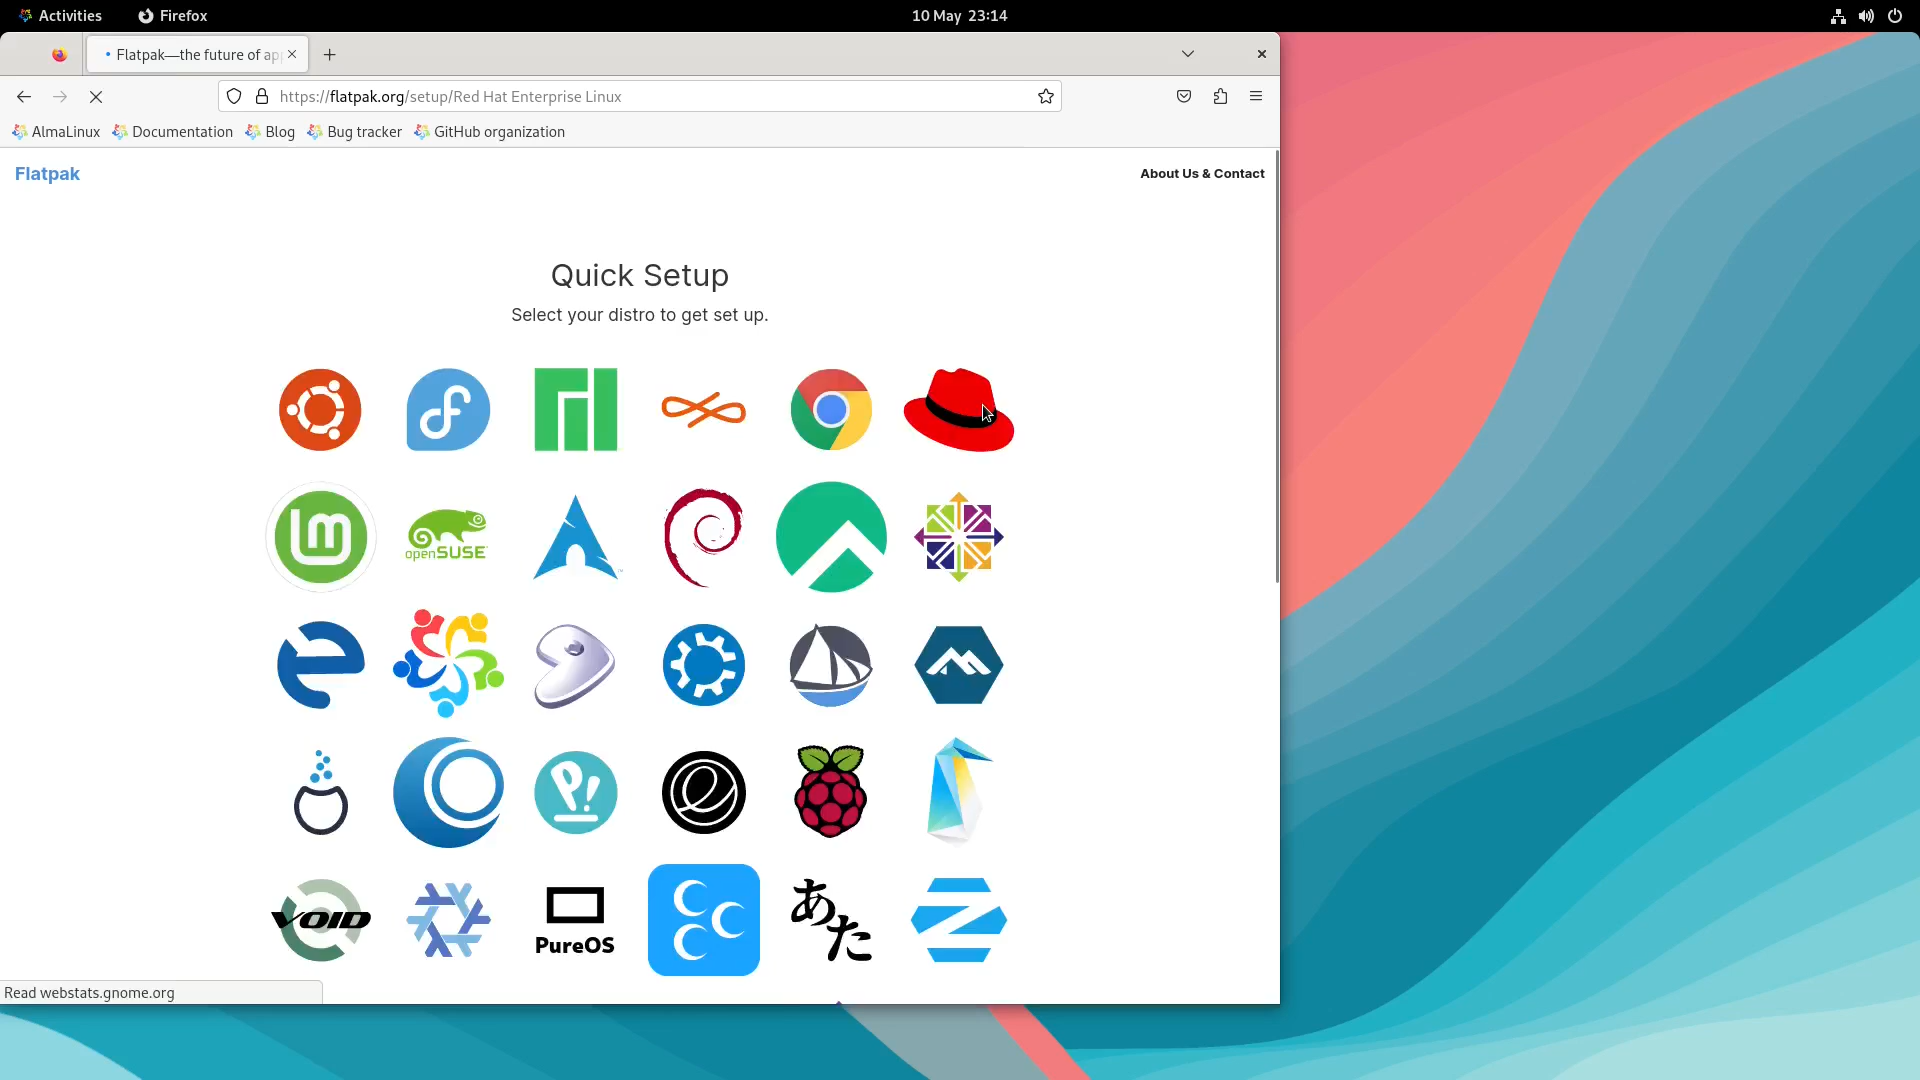 Activities
Firefox
10 May 23:14
Flatpak—the future of ap
https://flatpak.org/setup/Red Hat Enterprise Linux
AlmaLinux
Documentation
Blog
Bug tracker
GitHub organization
Flatpak
About Us & Contact
Quick Setup
Select your distro to get set up.
openSUSE
VOID
PureOS
あた
Read webstats.gnome.org